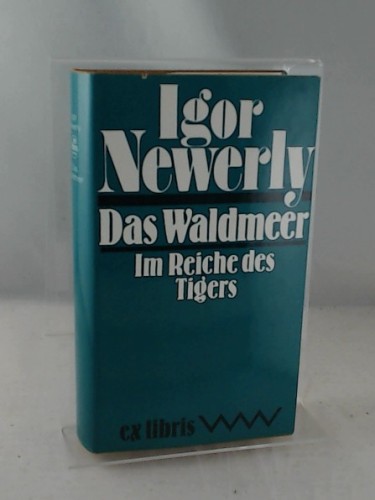 Igor
Newerly
Das Waldmeer
Im Reiche des
Tigers
ex libris